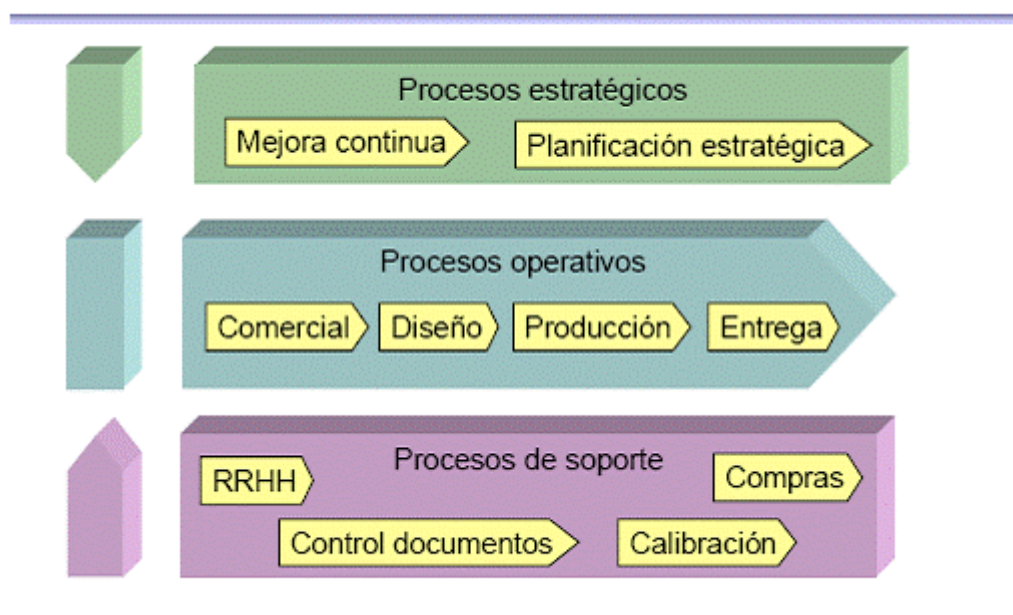 Procesos estratégicos
Mejora continua
Planificación estratégica
Procesos operativos
Comercial
Diseño
Producción
Entrega
Procesos de soporte
RRHH
Compras
Control documentos
Calibración